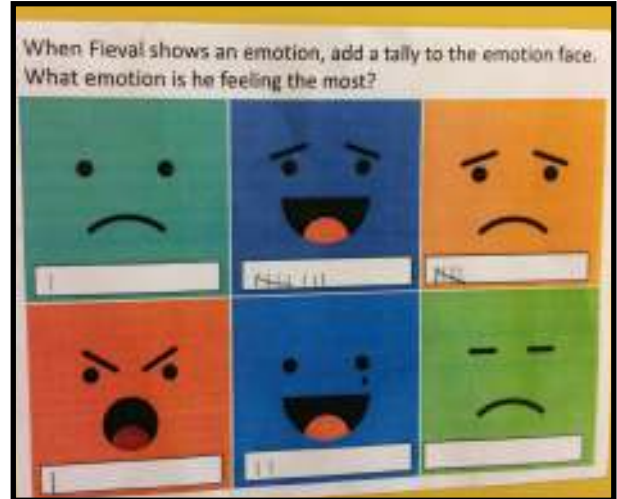 When Fieval shows an emotion, add a tally to the emotion face.
What emotion is he feeling the most?